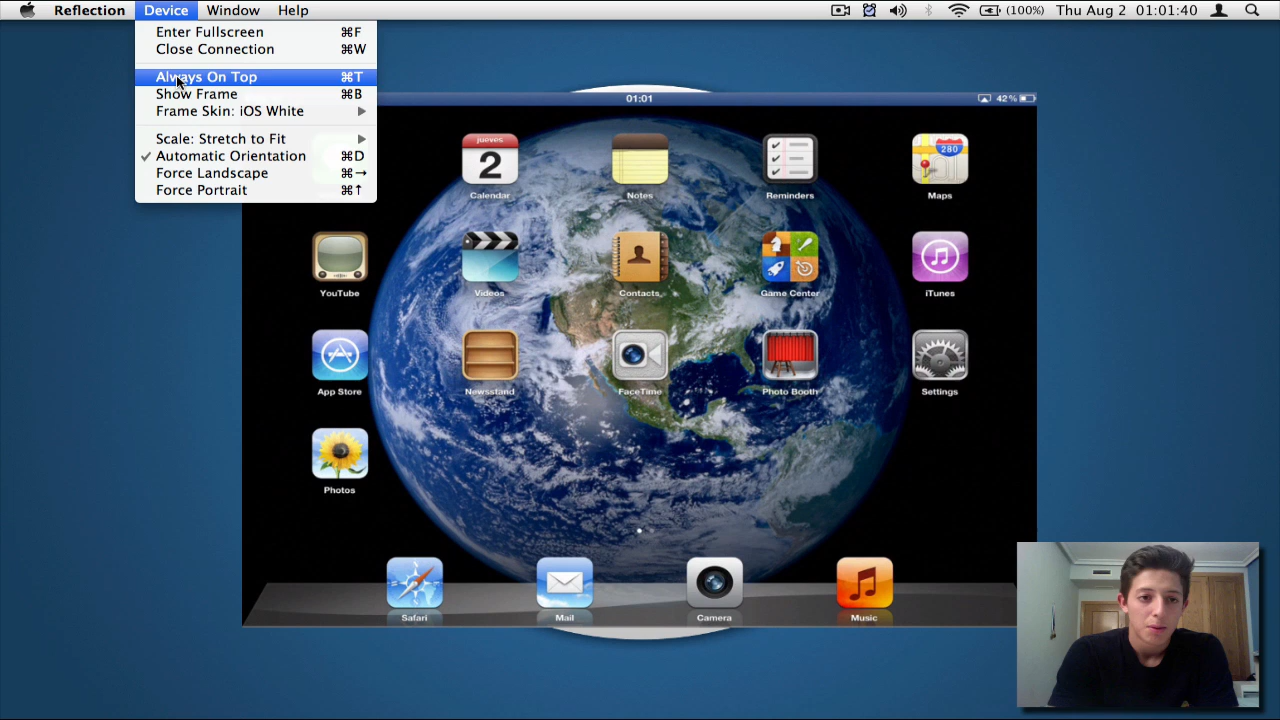 Reflection Device Window Help (100%) Thu Aug 2 01:01:40
Enter Fullscreen ⌘F
Close Connection ⌘W
Always On Top ⌘T
Show Frame ⌘B
Frame Skin: iOS White
Scale: Stretch to Fit
✓ Automatic Orientation ⌘D
Force Landscape ⌘→
Force Portrait ⌘↑
01:01 42%
jueves
2
280
Calendar Notes Reminders Maps
YouTube Videos Contacts Game Center iTunes
App Store Newsstand FaceTime Photo Booth Settings
Photos
Safari Mail Camera Music